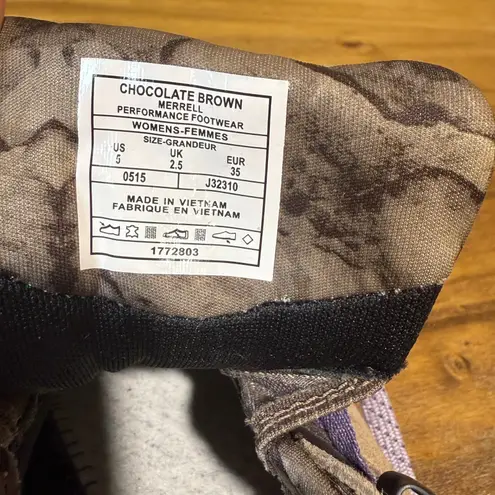 CHOCOLATE BROWN
MERRELL
PERFORMANCE FOOTWEAR
WOMENS-FEMMES
SIZE-GRANDEUR
US UK EUR
5 2.5 35
0515 J32310
MADE IN VIETNAM
FABRIQUE EN VIETNAM
1772803